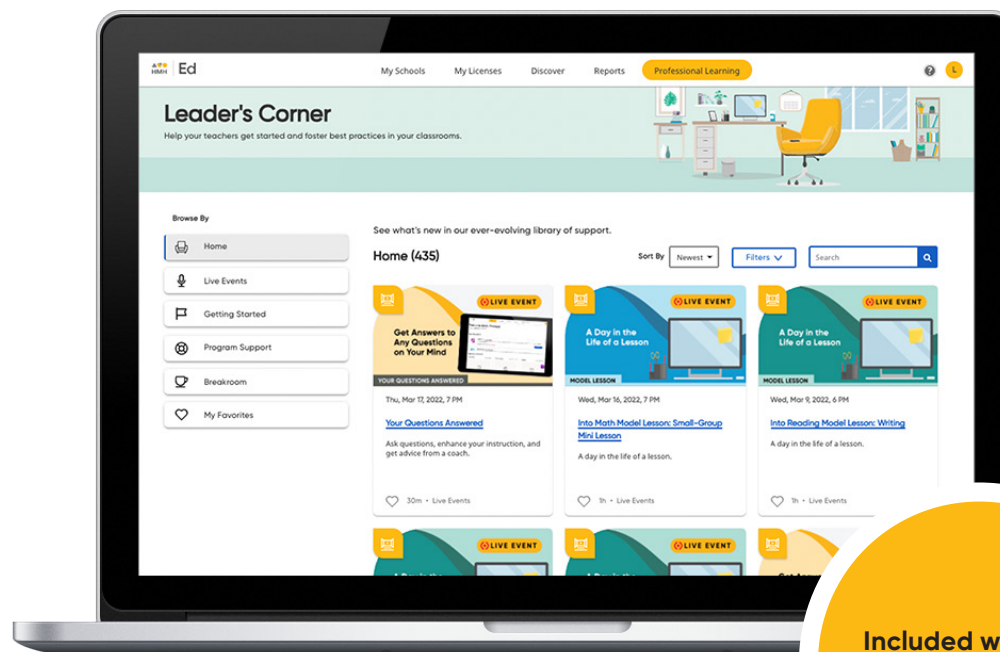 HMH Ed
My Schools My Licenses Discover Reports Professional Learning ? L
Leader's Corner
Help your teachers get started and foster best practices in your classrooms.
Browse By
Home
Live Events
Getting Started
Program Support
Breakroom
My Favorites
See what's new in our ever-evolving library of support.
Home (435)
Sort By Newest Filters Search
LIVE EVENT
Get Answers to
Any Questions
on Your Mind
YOUR QUESTIONS ANSWERED
Thu, Mar 17, 2022, 7 PM
Your Questions Answered
Ask questions, enhance your instruction, and
get advice from a coach.
30m • Live Events
LIVE EVENT
A Day in the
Life of a Lesson
MODEL LESSON
Wed, Mar 16, 2022, 7 PM
Into Math Model Lesson: Small-Group
Mini Lesson
A day in the life of a lesson.
1h • Live Events
LIVE EVENT
A Day in the
Life of a Lesson
MODEL LESSON
Wed, Mar 9, 2022, 6 PM
Into Reading Model Lesson: Writing
A day in the life of a lesson.
1h • Live Events
LIVE EVENT
A Day in the
LIVE EVENT
A Day in the
Included w